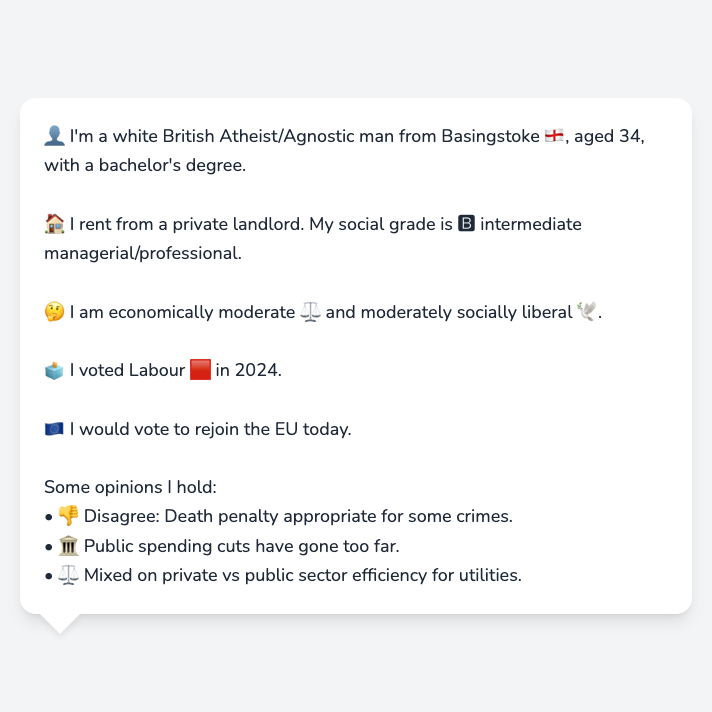 👤 I'm a white British Atheist/Agnostic man from Basingstoke 🏴󠁧󠁢󠁥󠁮󠁧󠁿, aged 34,
with a bachelor's degree.
🏠 I rent from a private landlord. My social grade is 🅱 intermediate
managerial/professional.
🤔 I am economically moderate ⚖️ and moderately socially liberal 🕊️.
🗳️ I voted Labour 🟥 in 2024.
🇪🇺 I would vote to rejoin the EU today.
Some opinions I hold:
• 👎 Disagree: Death penalty appropriate for some crimes.
• 🏛️ Public spending cuts have gone too far.
• ⚖️ Mixed on private vs public sector efficiency for utilities.